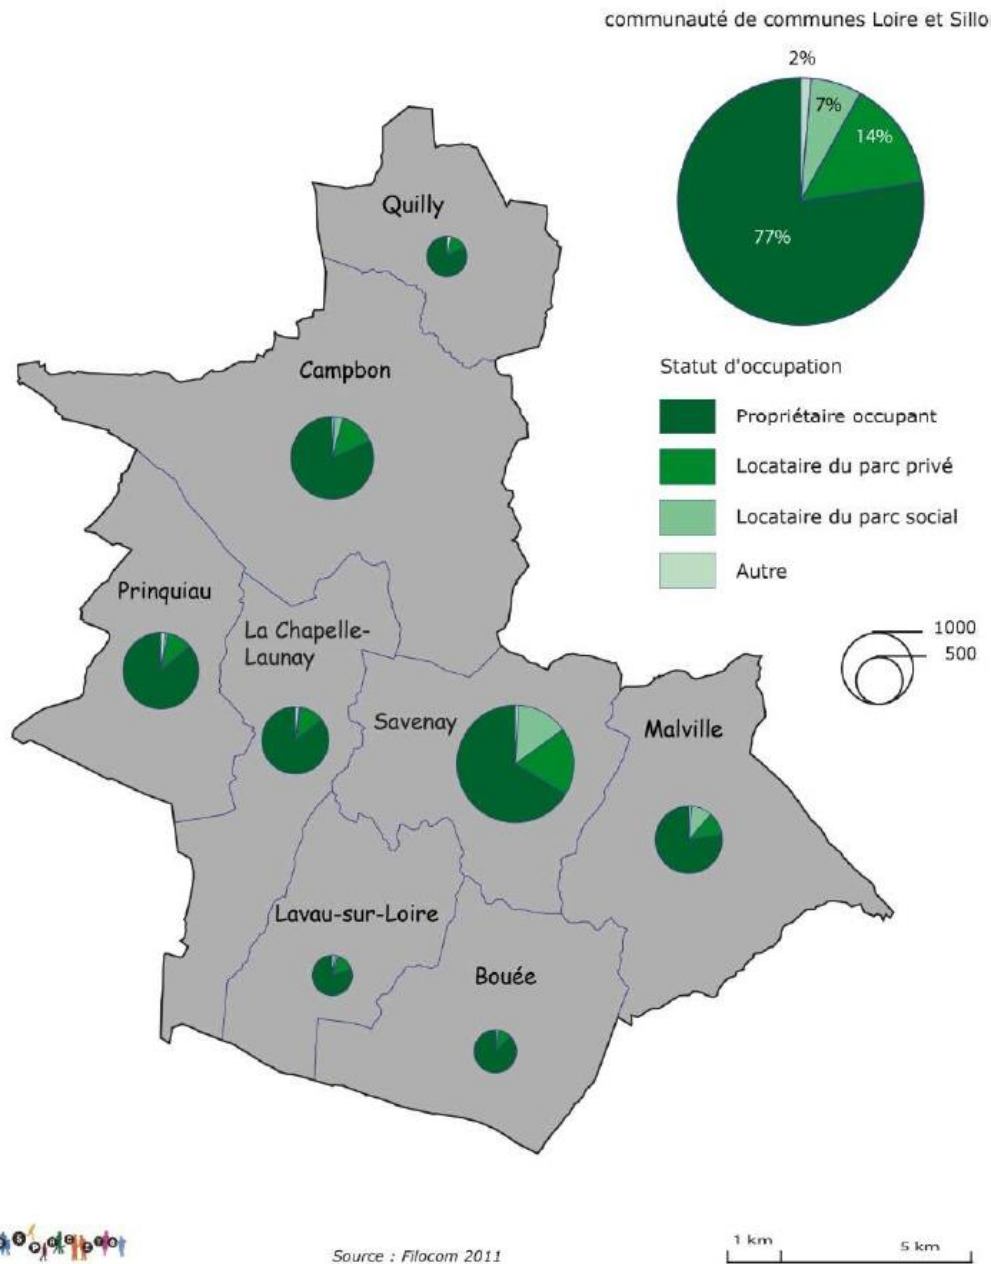 communauté de communes Loire et Sillo
2%
7%
14%
77%
Quilly
Campbon
Statut d'occupation
Propriétaire occupant
Locataire du parc privé
Locataire du parc social
Autre
Prinquiau
La Chapelle-
Launay
1000
500
Savenay
Malville
Lavau-sur-Loire
Bouée
Source : Filocom 2011
1 km
5 km